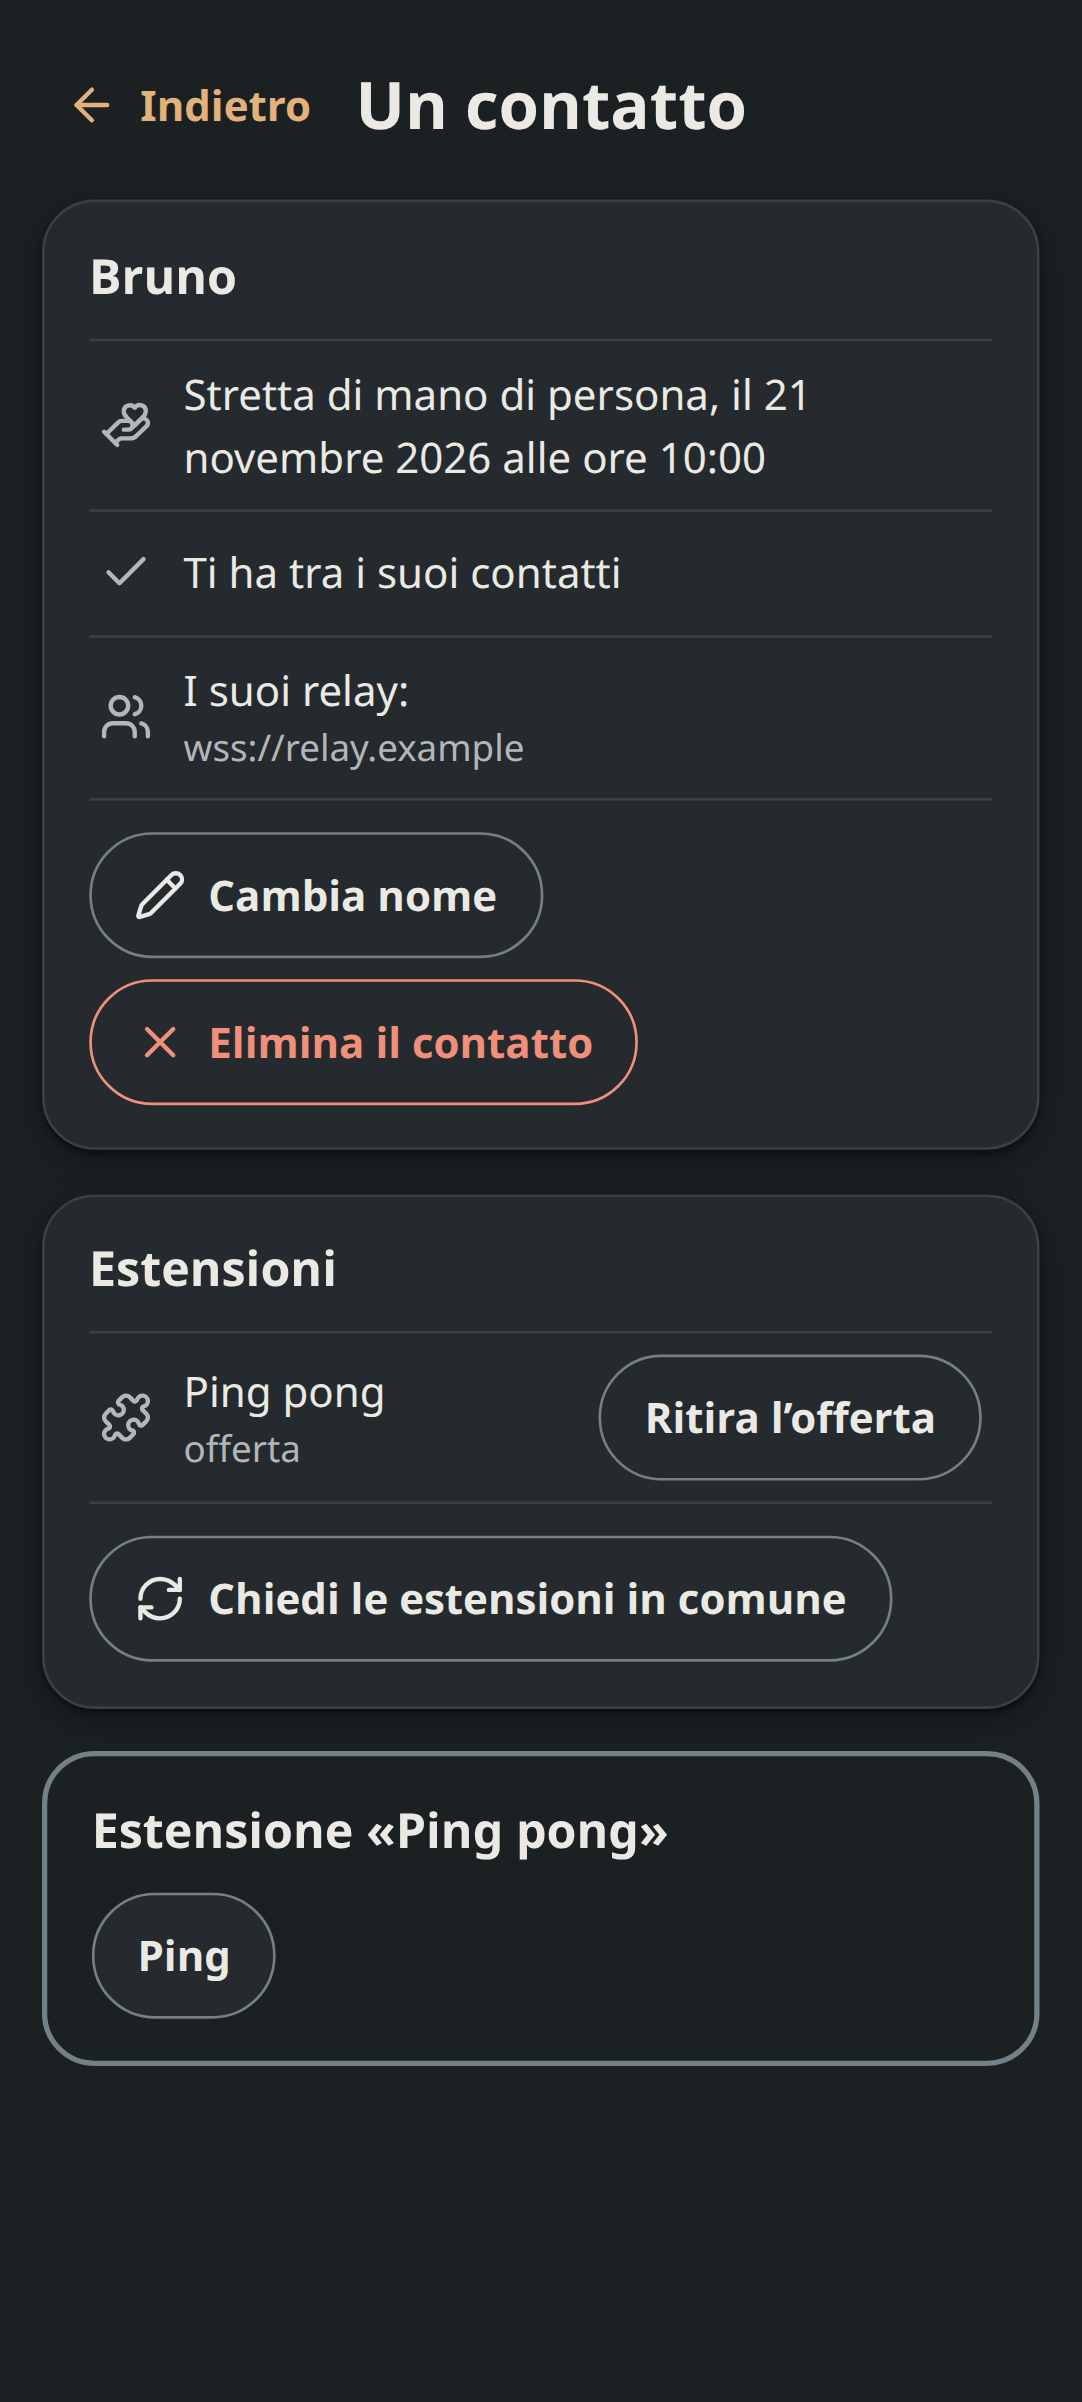 Indietro
Un contatto
Bruno
Stretta di mano di persona, il 21
novembre 2026 alle ore 10:00
Ti ha tra i suoi contatti
I suoi relay:
wss://relay.example
Cambia nome
Elimina il contatto
Estensioni
Ping pong
offerta
Ritira l’offerta
Chiedi le estensioni in comune
Estensione «Ping pong»
Ping